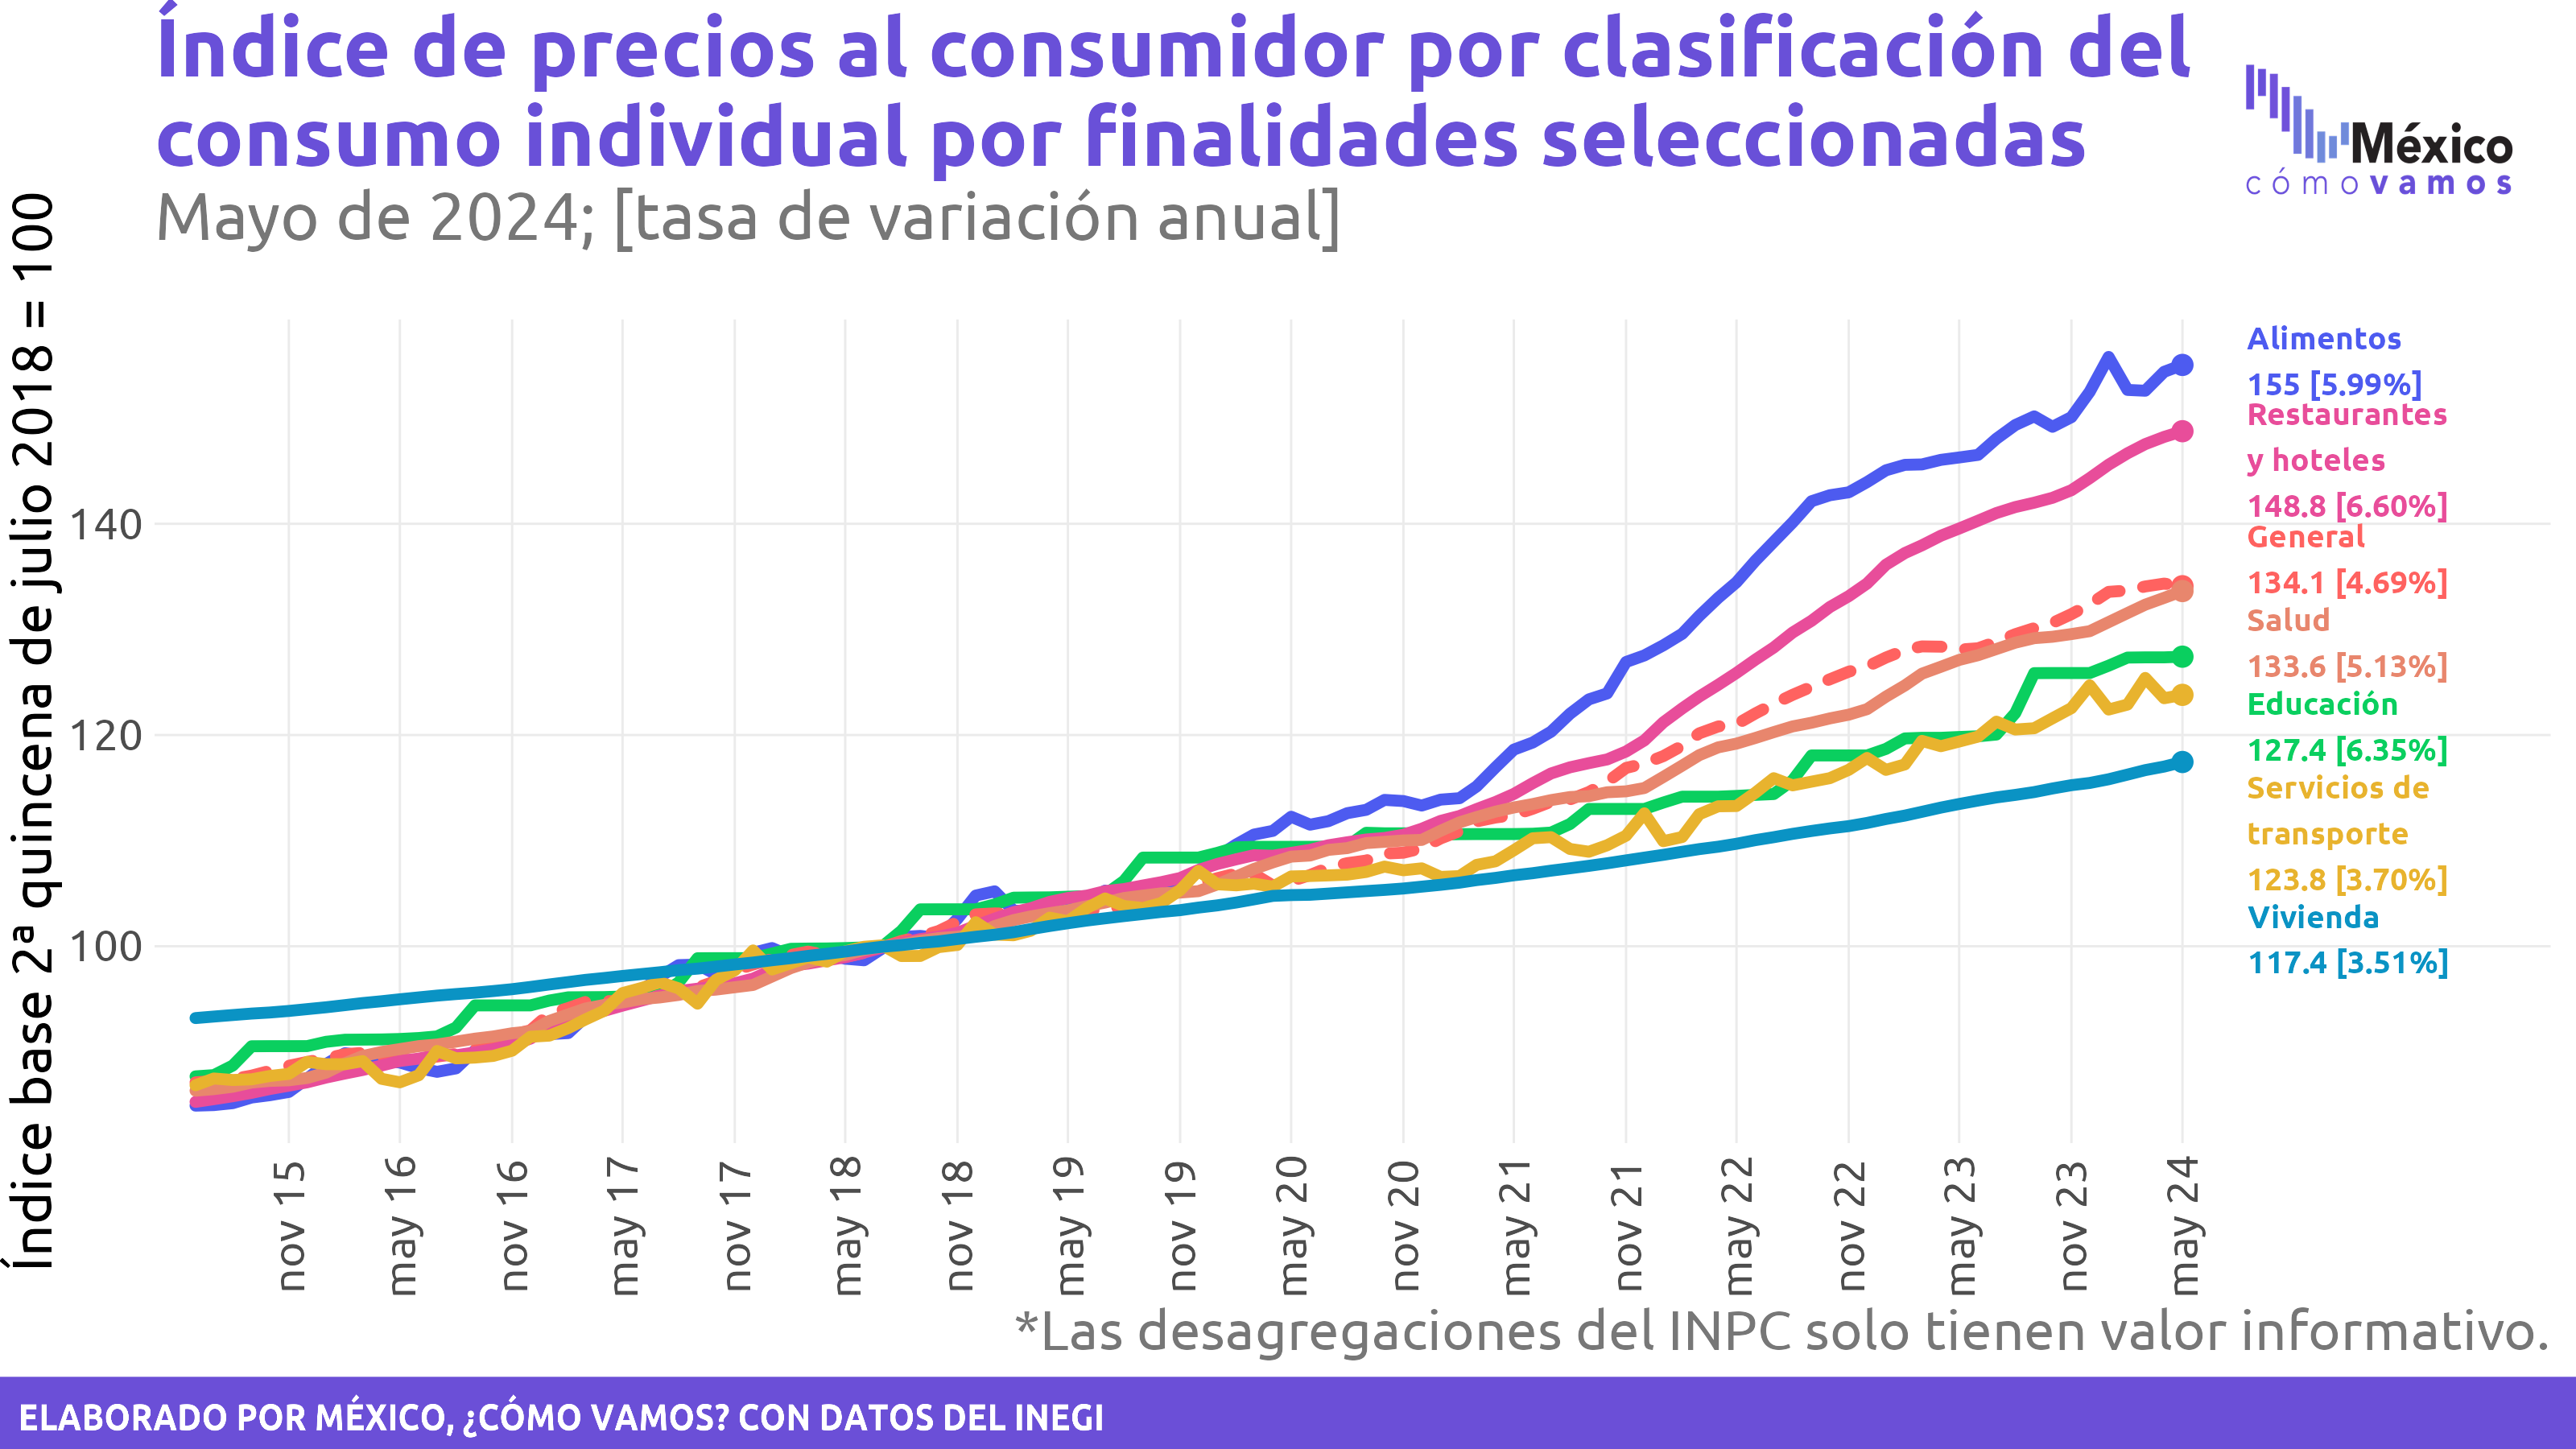 Índice de precios al consumidor por clasificación del
consumo individual por finalidades seleccionadas
Mayo de 2024; [tasa de variación anual]
México
cómo vamos
Índice base 2ª quincena de julio 2018 = 100
140
120
100
Alimentos
155 [5.99%]
Restaurantes
y hoteles
148.8 [6.60%]
General
134.1 [4.69%]
Salud
133.6 [5.13%]
Educación
127.4 [6.35%]
Servicios de
transporte
123.8 [3.70%]
Vivienda
117.4 [3.51%]
nov 15
may 16
nov 16
may 17
nov 17
may 18
nov 18
may 19
nov 19
may 20
nov 20
may 21
nov 21
may 22
nov 22
may 23
nov 23
may 24
*Las desagregaciones del INPC solo tienen valor informativo.
ELABORADO POR MÉXICO, ¿CÓMO VAMOS? CON DATOS DEL INEGI